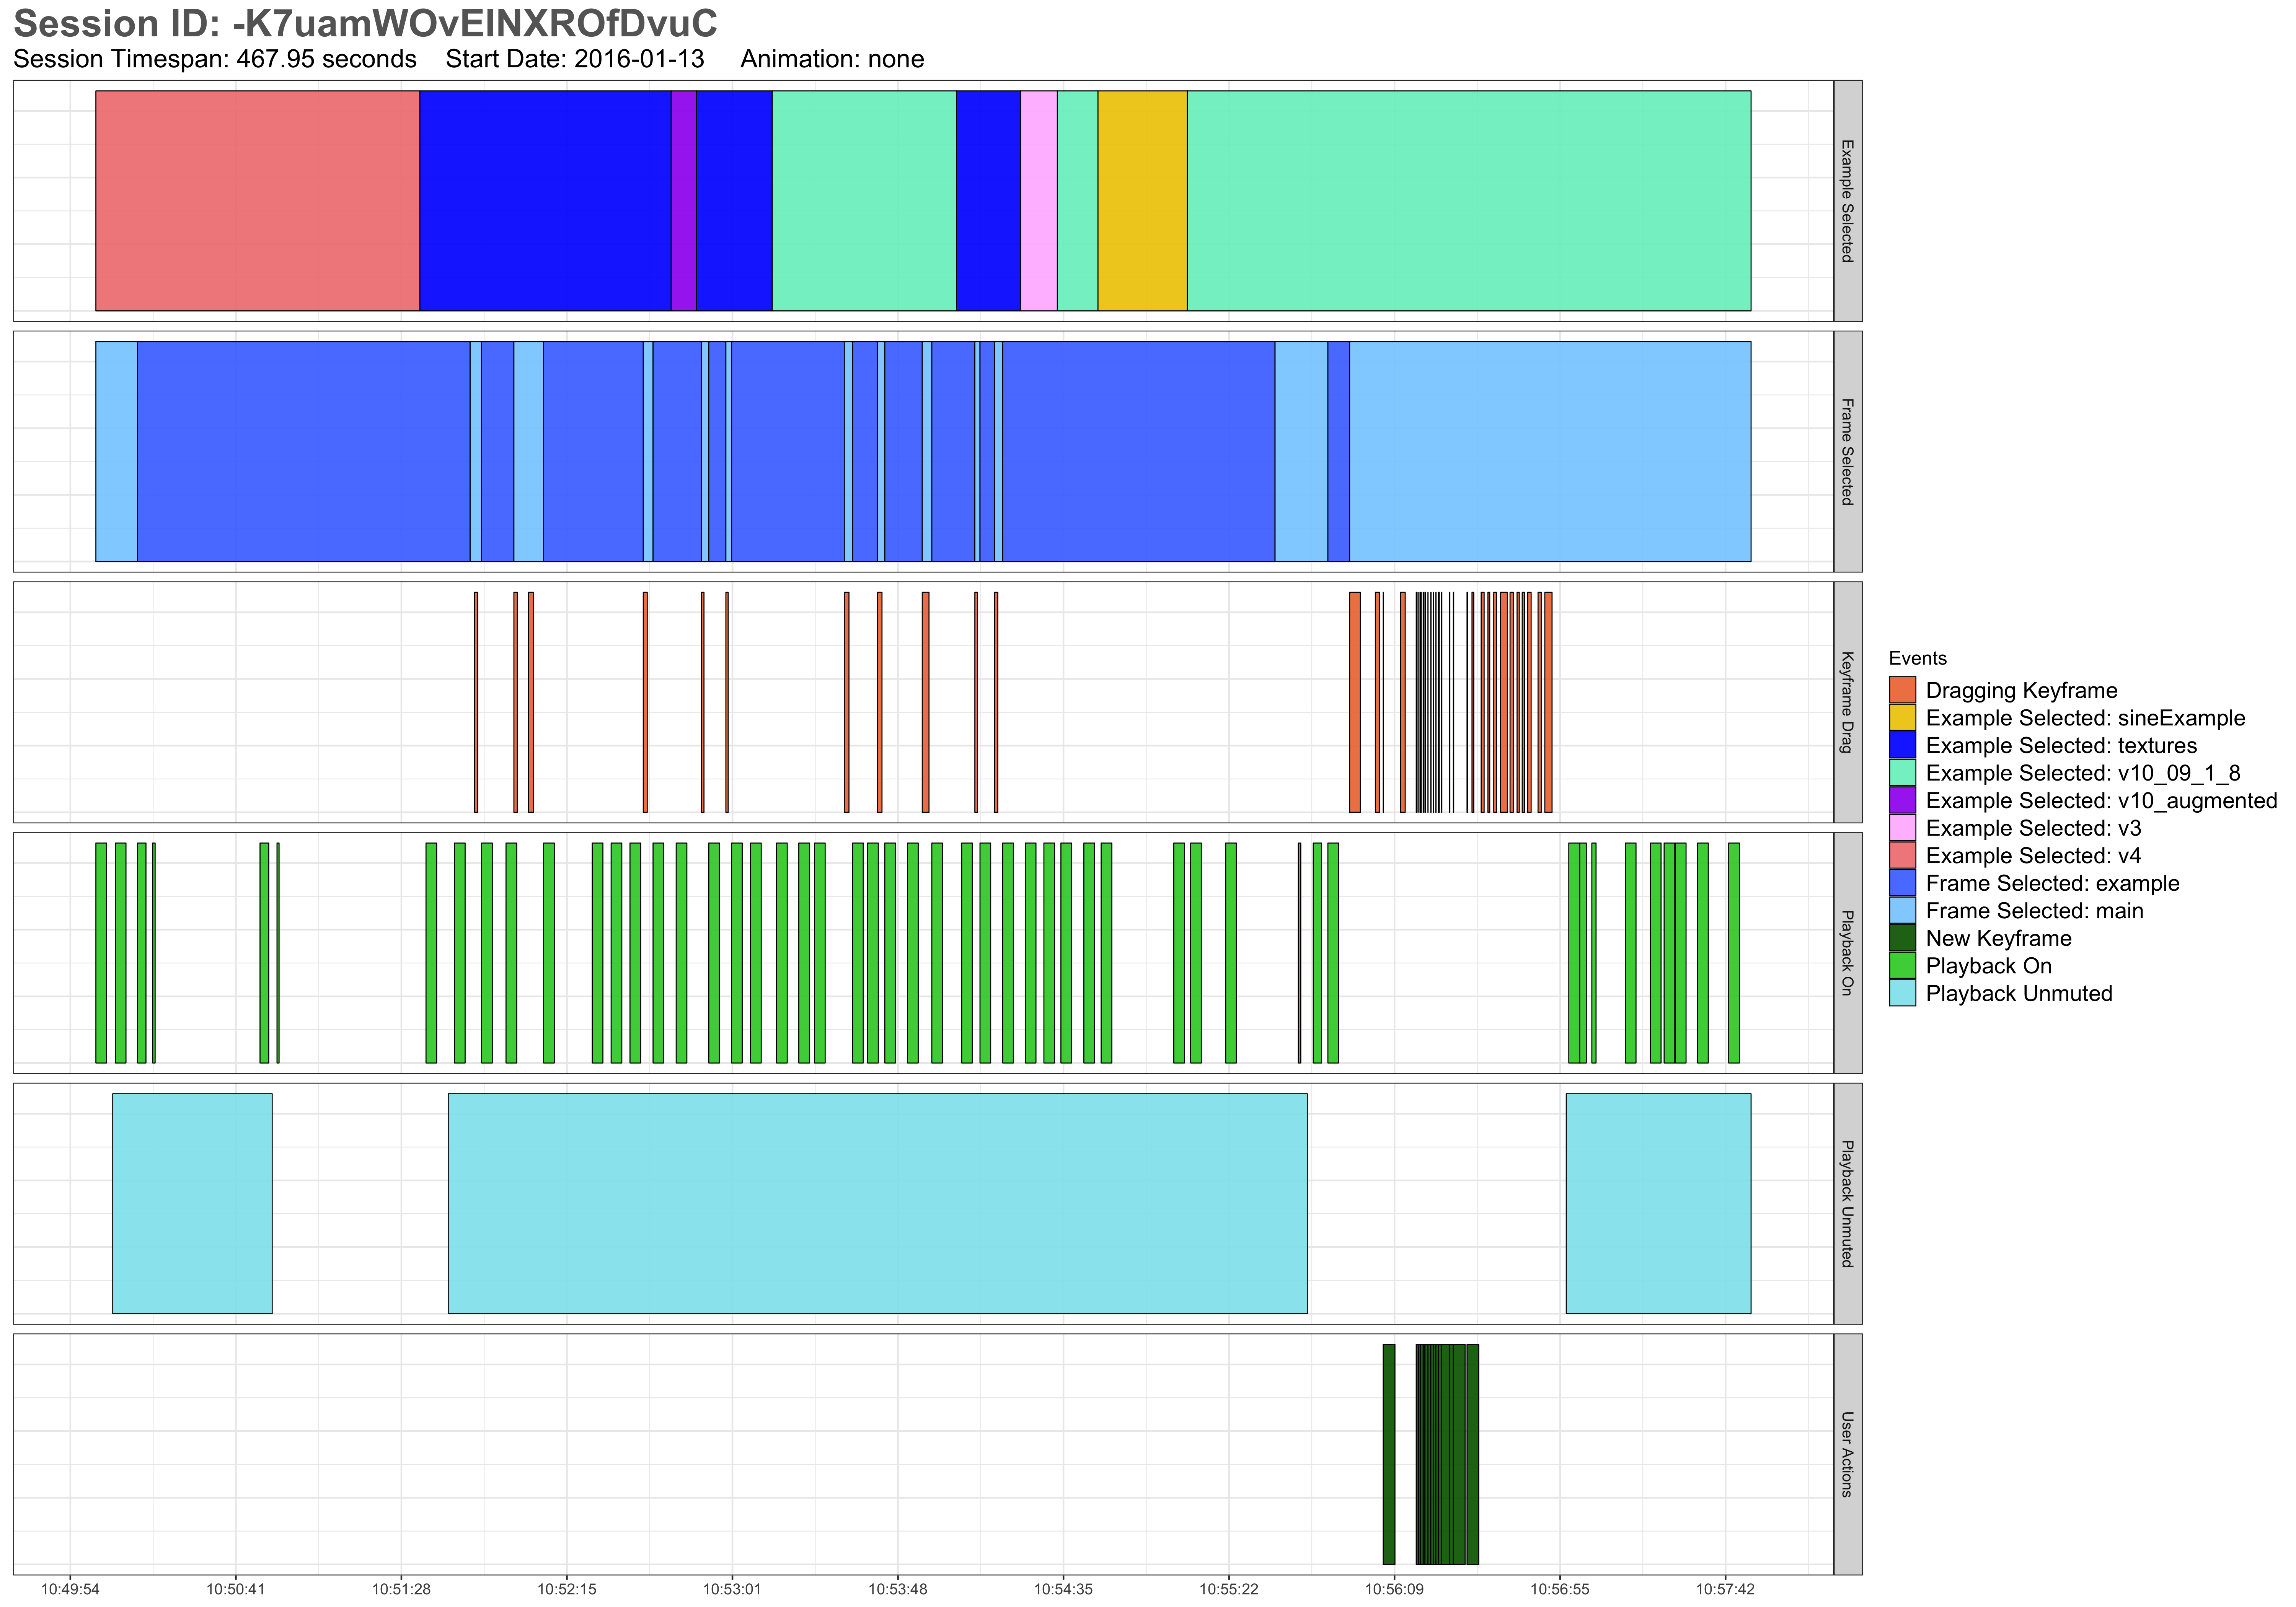 Session ID: -K7uamWOvEINXROfDvuC
Session Timespan: 467.95 seconds    Start Date: 2016-01-13    Animation: none
Example Selected
Frame Selected
Keyframe Drag
Playback On
Playback Unmuted
User Actions
10:49:54 10:50:41 10:51:28 10:52:15 10:53:01 10:53:48 10:54:35 10:55:22 10:56:09 10:56:55 10:57:42
Events
Dragging Keyframe
Example Selected: sineExample
Example Selected: textures
Example Selected: v10_09_1_8
Example Selected: v10_augmented
Example Selected: v3
Example Selected: v4
Frame Selected: example
Frame Selected: main
New Keyframe
Playback On
Playback Unmuted